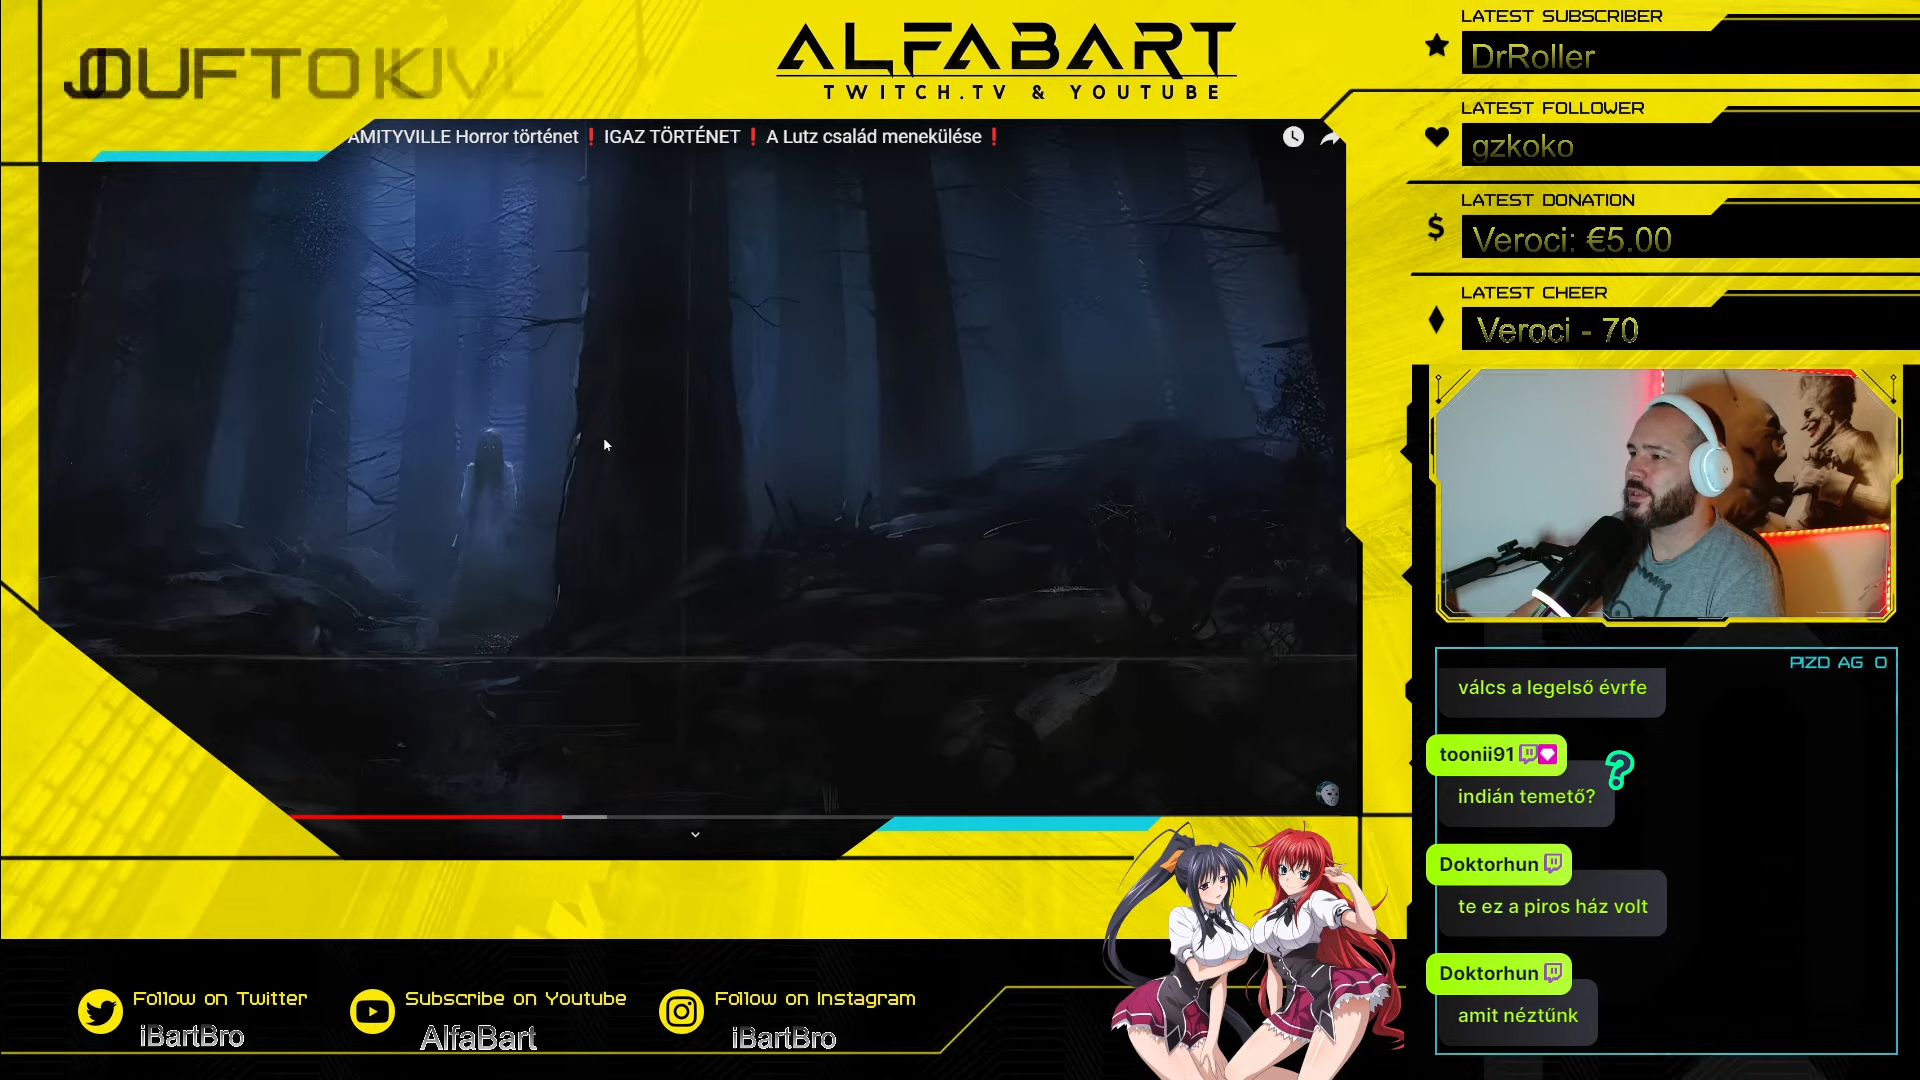 ALFABART
TWITCH.TV & YOUTUBE
AMITYVILLE Horror történet❗IGAZ TÖRTÉNET❗A Lutz család menekülése❗
LATEST SUBSCRIBER
DrRoller
LATEST FOLLOWER
gzkoko
LATEST DONATION
Veroci: €5.00
LATEST CHEER
Veroci - 70
válcs a legelső évrfe
toonii91
indián temető?
Doktorhun
te ez a piros ház volt
Doktorhun
amit néztűnk
Follow on Twitter
iBartBro
Subscribe on Youtube
AlfaBart
Follow on Instagram
iBartBro